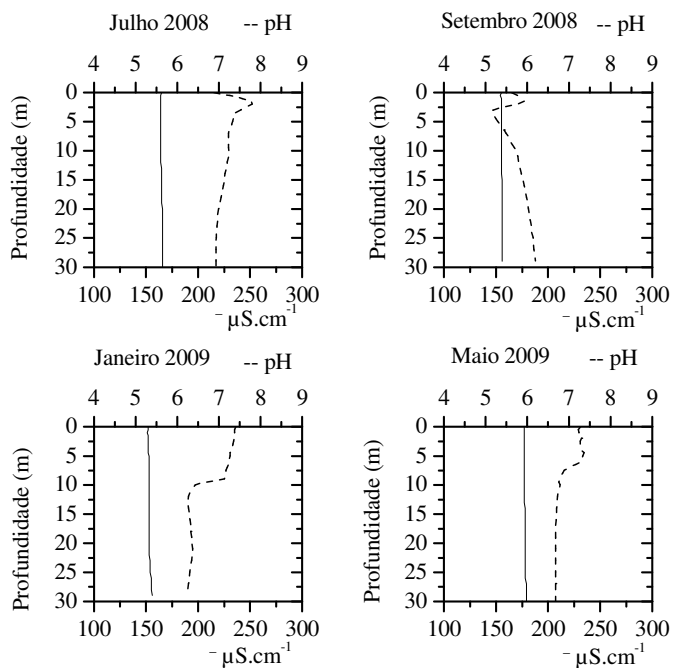 Julho 2008 -- pH
4 5 6 7 8 9
Profundidade (m)
0
5
10
15
20
25
30
100 150 200 250 300
- µS.cm-1
Setembro 2008 -- pH
4 5 6 7 8 9
Profundidade (m)
0
5
10
15
20
25
30
100 150 200 250 300
- µS.cm-1
Janeiro 2009 -- pH
4 5 6 7 8 9
Profundidade (m)
0
5
10
15
20
25
30
100 150 200 250 300
- µS.cm-1
Maio 2009 -- pH
4 5 6 7 8 9
Profundidade (m)
0
5
10
15
20
25
30
100 150 200 250 300
- µS.cm-1